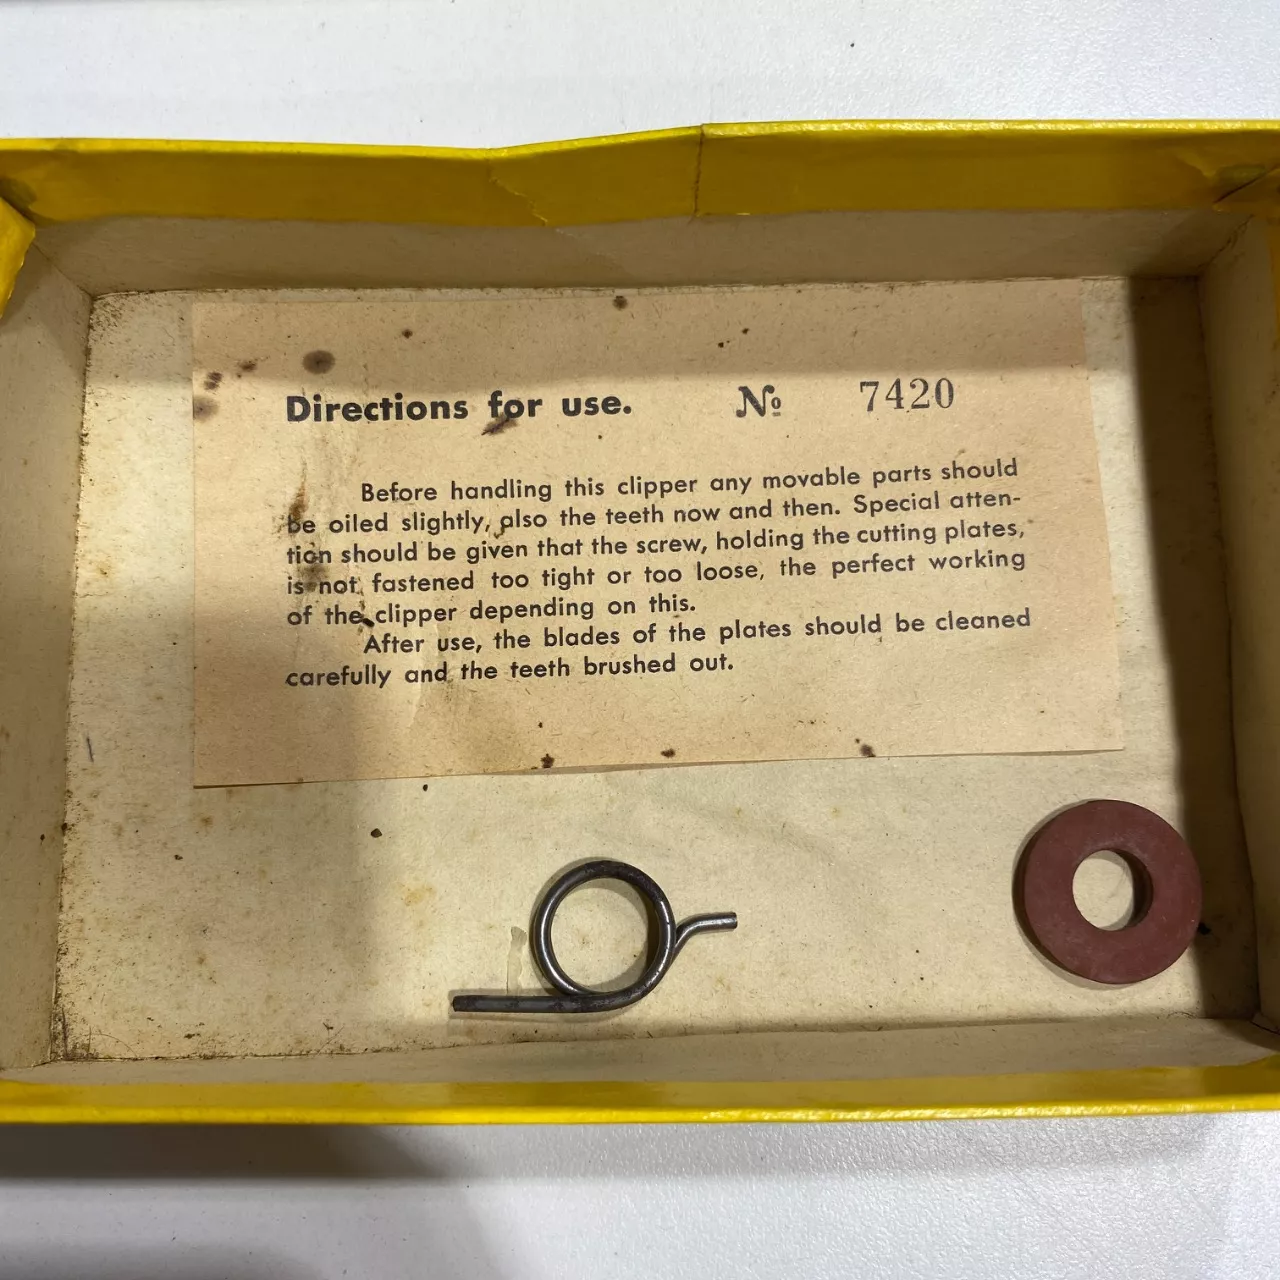 Directions for use. № 7420
Before handling this clipper any movable parts should
be oiled slightly, also the teeth now and then. Special atten-
tion should be given that the screw, holding the cutting plates,
is not fastened too tight or too loose, the perfect working
of the clipper depending on this.
After use, the blades of the plates should be cleaned
carefully and the teeth brushed out.